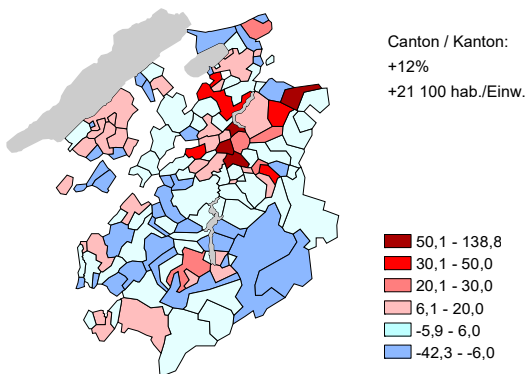 Canton / Kanton:
+12%
+21 100 hab./Einw.
50,1 - 138,8
30,1 - 50,0
20,1 - 30,0
6,1 - 20,0
-5,9 - 6,0
-42,3 - -6,0